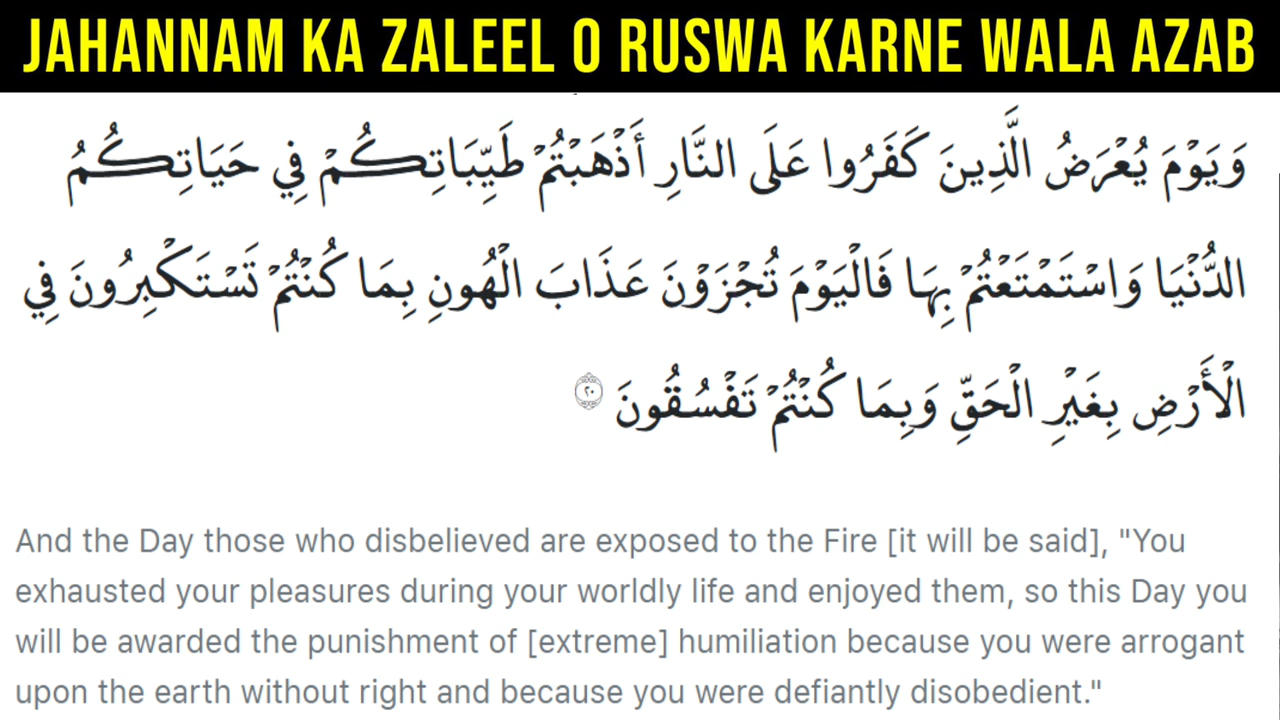 JAHANNAM KA ZALEEL O RUSWA KARNE WALA AZAB
وَيَوْمَ يُعْرَضُ الَّذِينَ كَفَرُوا عَلَى النَّارِ أَذْهَبْتُمْ طَيِّبَاتِكُمْ فِي حَيَاتِكُمُ
الدُّنْيَا وَاسْتَمْتَعْتُمْ بِهَا فَالْيَوْمَ تُجْزَوْنَ عَذَابَ الْهُونِ بِمَا كُنْتُمْ تَسْتَكْبِرُونَ فِي
الْأَرْضِ بِغَيْرِ الْحَقِّ وَبِمَا كُنْتُمْ تَفْسُقُونَ ٢٠
And the Day those who disbelieved are exposed to the Fire [it will be said], "You
exhausted your pleasures during your worldly life and enjoyed them, so this Day you
will be awarded the punishment of [extreme] humiliation because you were arrogant
upon the earth without right and because you were defiantly disobedient."